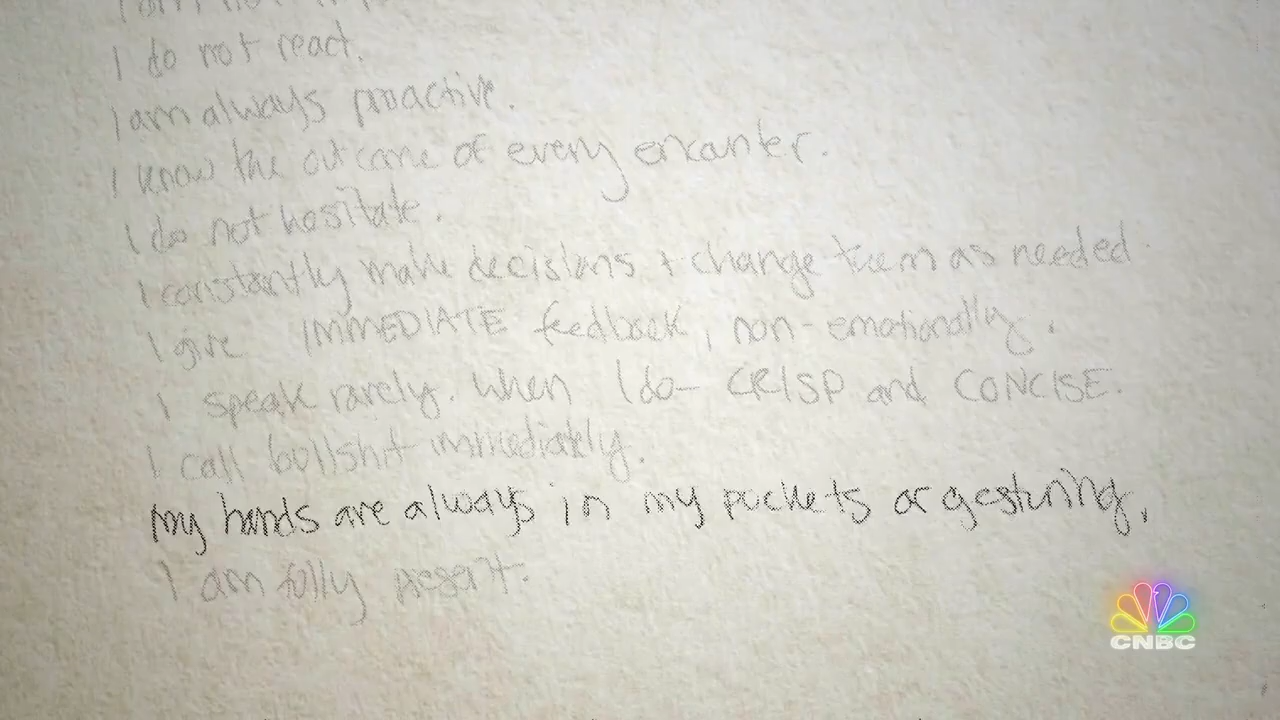 I am not
I do not react.
I am always proactive.
I know the outcome of every encounter.
I do not hesitate.
I constantly make decisions + change them as needed.
I give IMMEDIATE feedback, non-emotionally.
I speak rarely. When I do - CRISP and CONCISE.
I call bullshit immediately.
My hands are always in my pockets or gesturing.
I am fully present.
CNBC